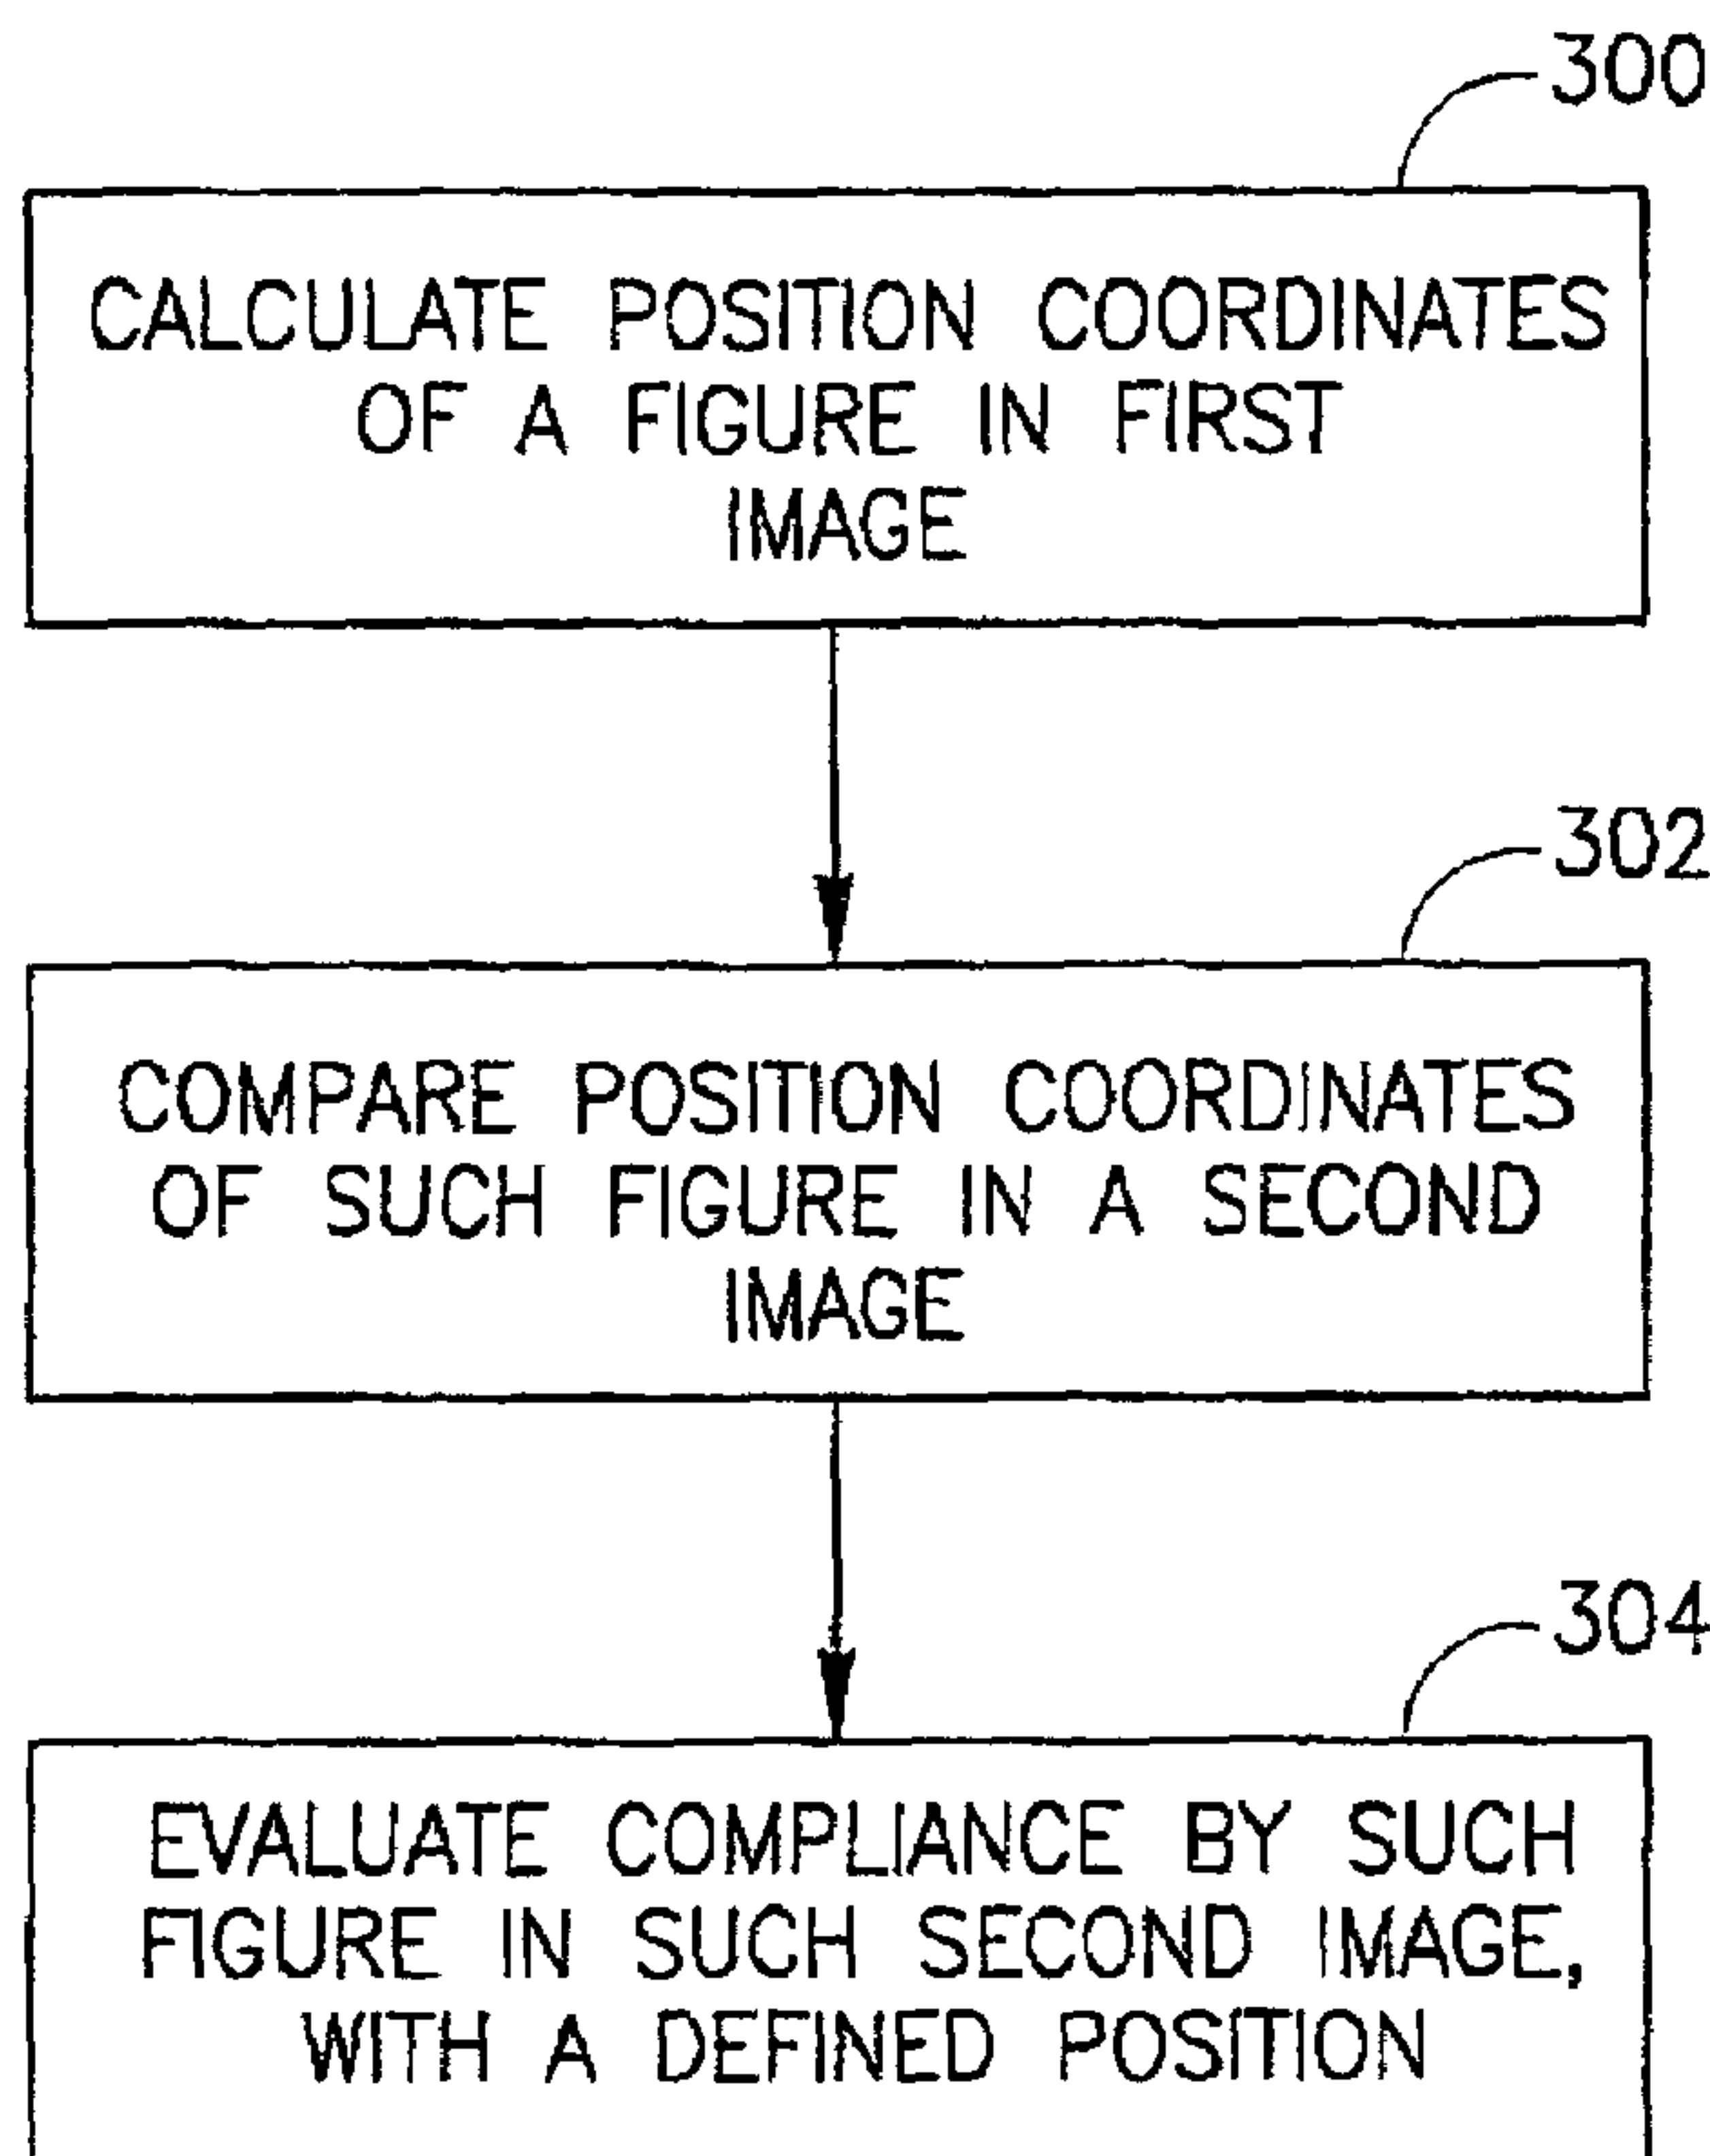 300
CALCULATE POSITION COORDINATES
OF A FIGURE IN FIRST
IMAGE
302
COMPARE POSITION COORDINATES
OF SUCH FIGURE IN A SECOND
IMAGE
304
EVALUATE COMPLIANCE BY SUCH
FIGURE IN SUCH SECOND IMAGE,
WITH A DEFINED POSITION